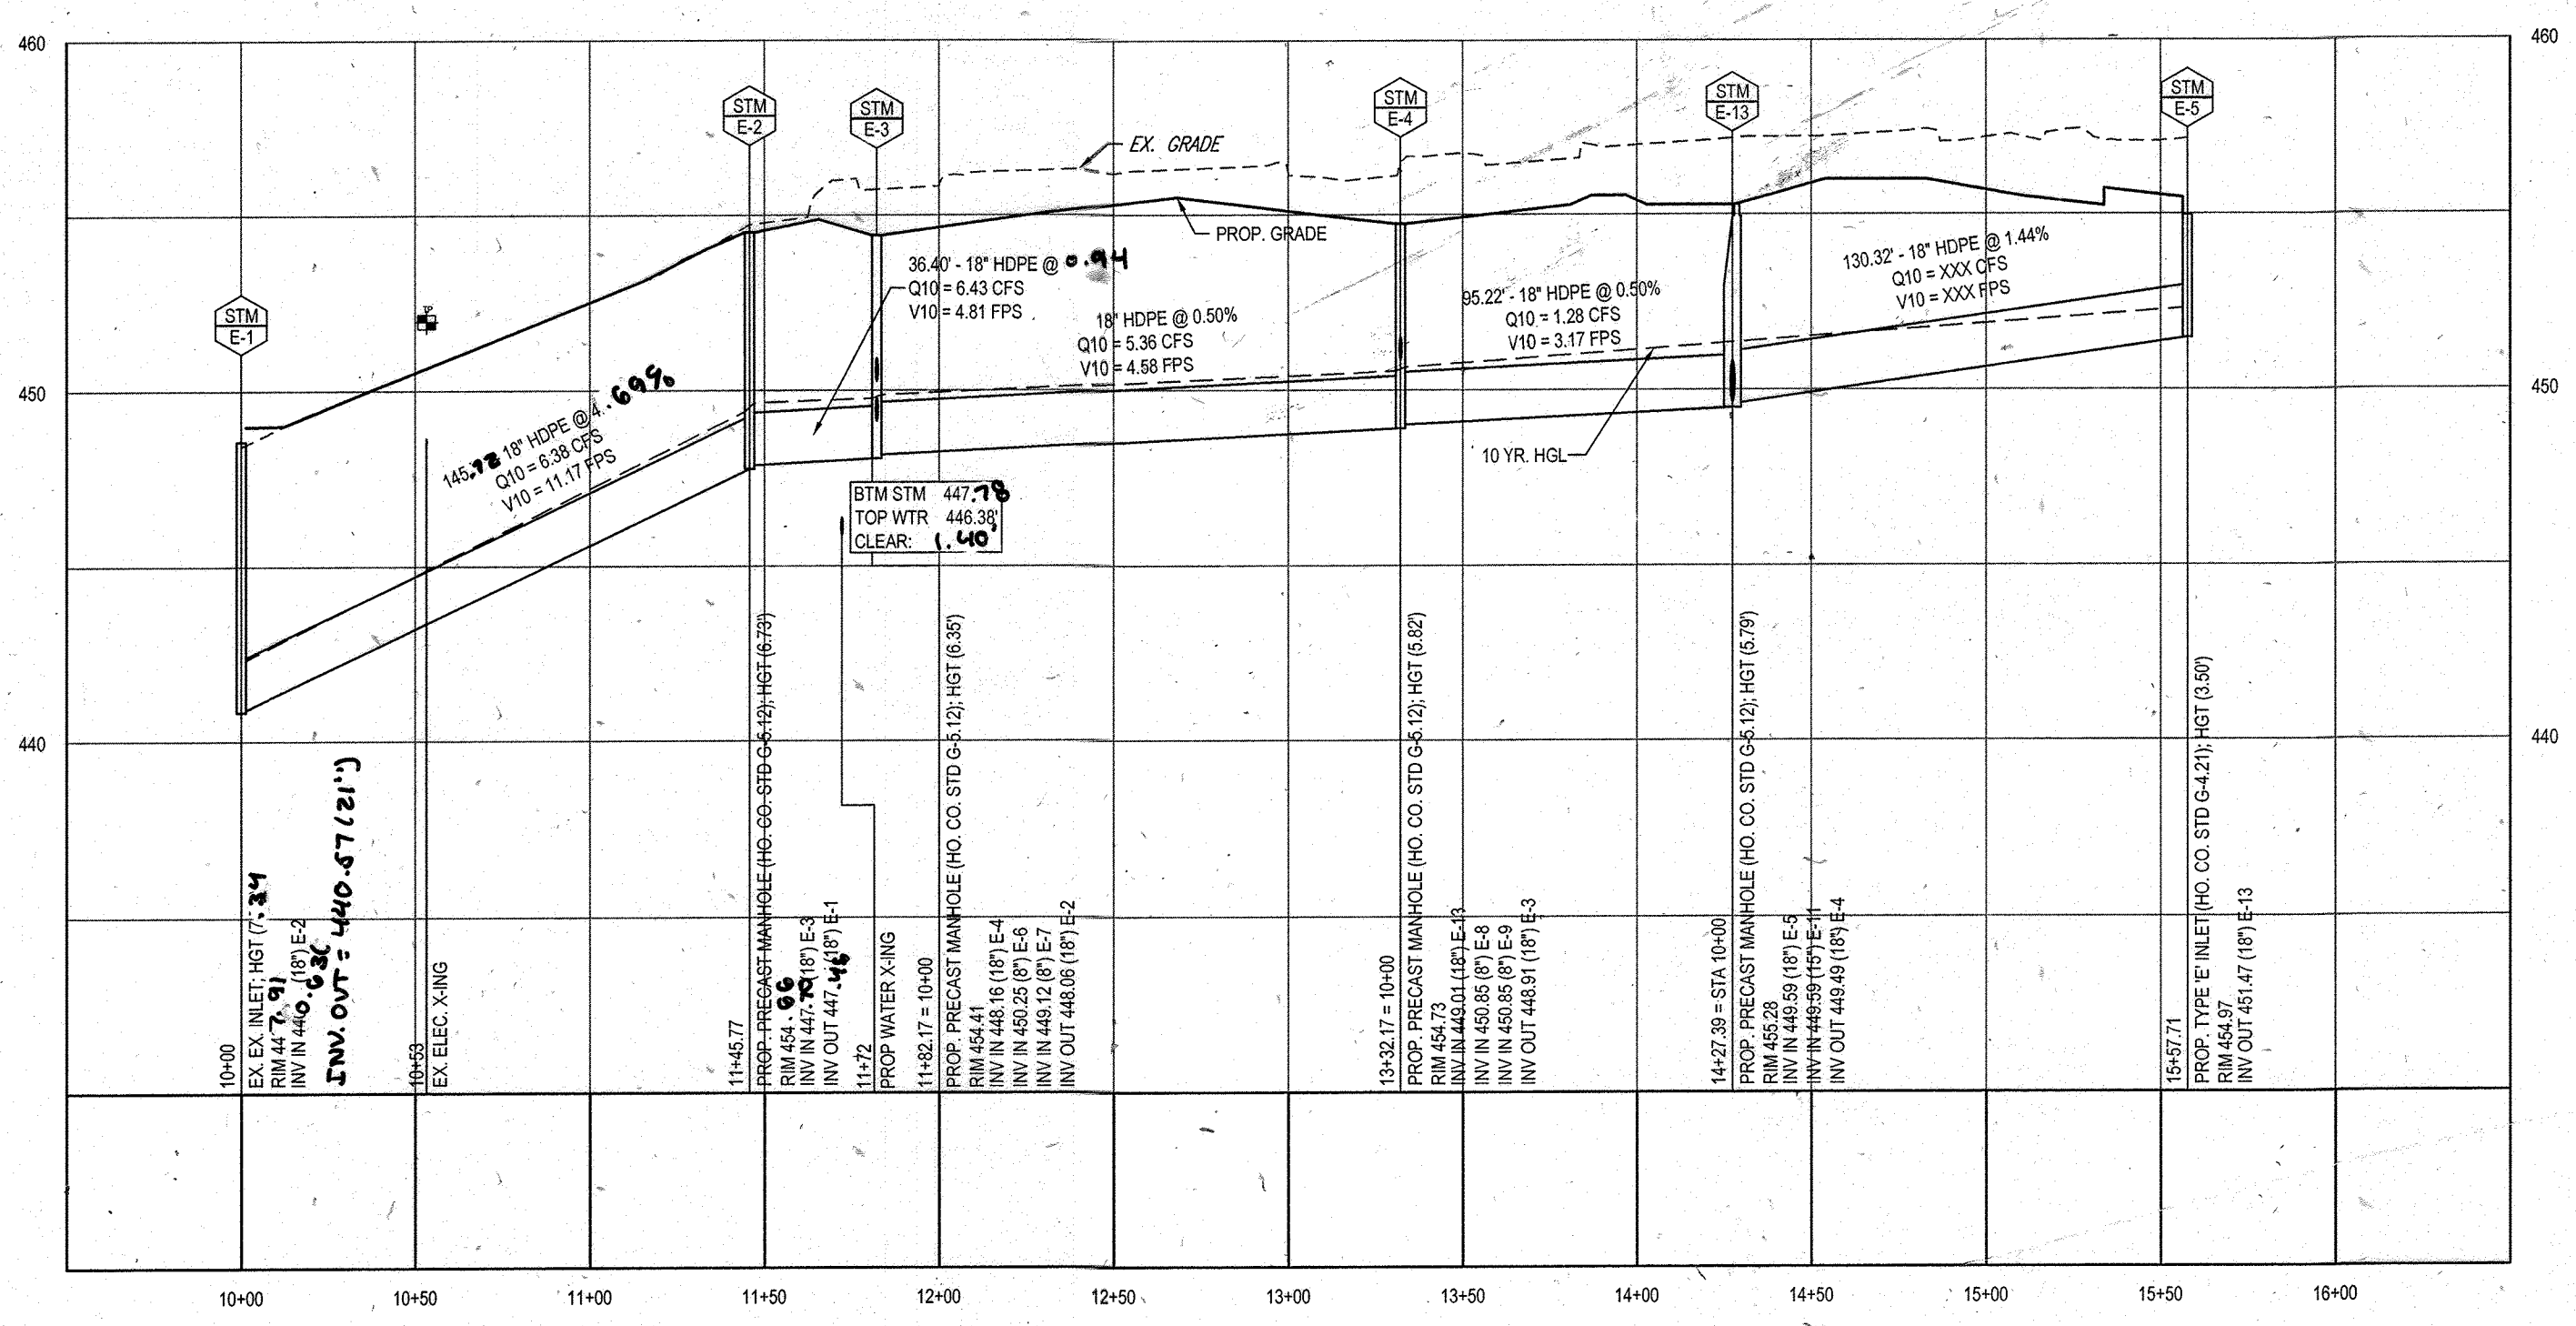 460
460
STM
E-2
STM
E-3
STM
E-4
STM
E-13
STM
E-5
EX. GRADE
PROP. GRADE
36.40' - 18" HDPE @ 0.94
Q10 = 6.43 CFS
V10 = 4.81 FPS
18" HDPE @ 0.50%
Q10 = 5.36 CFS
V10 = 4.58 FPS
95.22' - 18" HDPE @ 0.50%
Q10 = 1.28 CFS
V10 = 3.17 FPS
130.32' - 18" HDPE @ 1.44%
Q10 = XXX CFS
V10 = XXX FPS
STM
E-1
TP
450
450
145.72 18" HDPE @ 4.69%
Q10 = 6.38 CFS
V10 = 11.17 FPS
10 YR. HGL
BTM STM 447.78
TOP WTR 446.38'
CLEAR: 1.40'
440
440
10+00
EX. EX. INLET; HGT (7.34
RIM 447.91
INV IN 440.63( (18") E-2
INV. OUT = 440.57 (21")
10+53
EX. ELEC. X-ING
11+45.77
PROP. PRECAST MANHOLE (HO. CO. STD G-5.12); HGT (6.73')
RIM 454.66
INV IN 447.70 (18") E-3
INV OUT 447.46 (18") E-1
11+72
PROP WATER X-ING
11+82.17 = 10+00
PROP. PRECAST MANHOLE (HO. CO. STD G-5.12); HGT (6.35')
RIM 454.41
INV IN 448.16 (18") E-4
INV IN 450.25 (8") E-6
INV IN 449.12 (8") E-7
INV OUT 448.06 (18") E-2
13+32.17 = 10+00
PROP. PRECAST MANHOLE (HO. CO. STD G-5.12); HGT (5.82')
RIM 454.73
INV IN 449.01 (18") E-13
INV IN 450.85 (8") E-8
INV IN 450.85 (8") E-9
INV OUT 448.91 (18") E-3
14+27.39 = STA 10+00
PROP. PRECAST MANHOLE (HO. CO. STD G-5.12); HGT (5.79')
RIM 455.28
INV IN 449.59 (18") E-5
INV IN 449.59 (15") E-11
INV OUT 449.49 (18") E-4
15+57.71
PROP. TYPE 'E' INLET (HO. CO. STD G-4.21); HGT (3.50')
RIM 454.97
INV OUT 451.47 (18") E-13
10+00
10+50
11+00
11+50
12+00
12+50
13+00
13+50
14+00
14+50
15+00
15+50
16+00